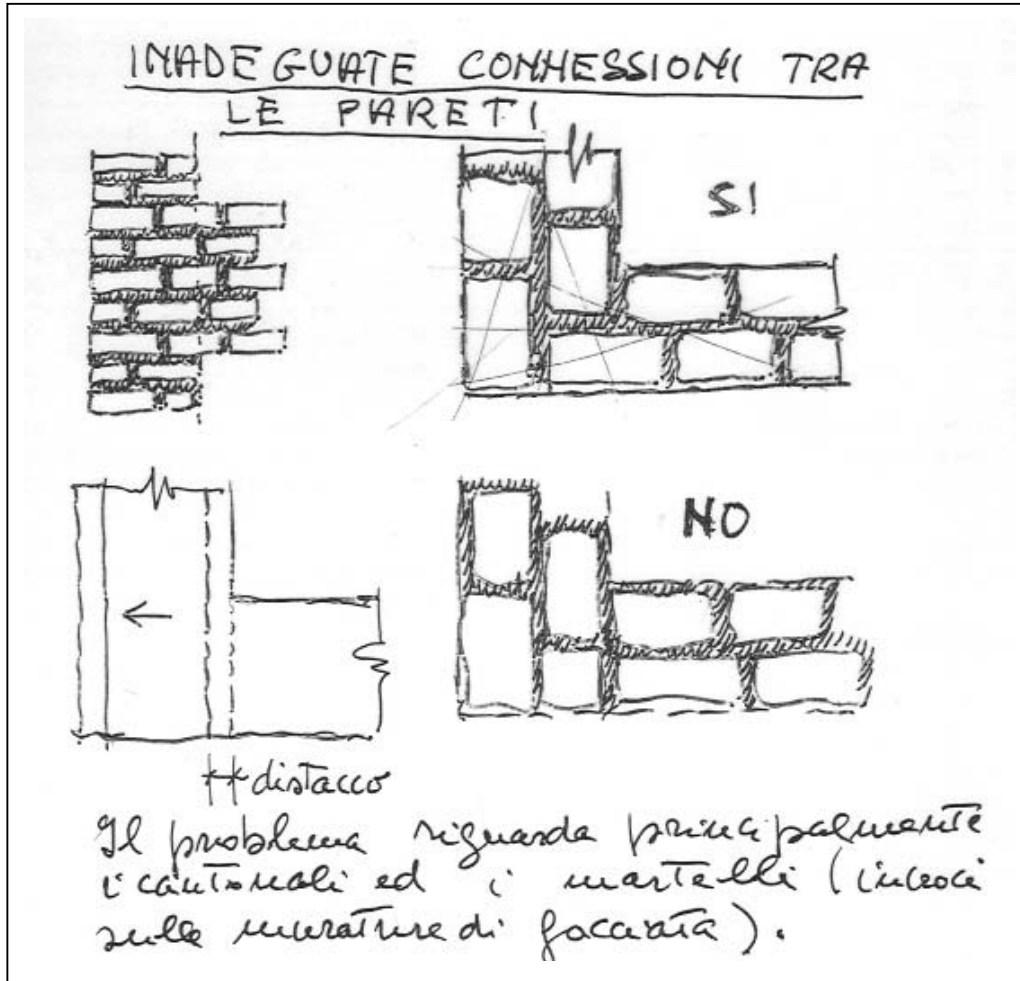 INADEGUATE CONNESSIONI TRA
LE PARETI
SI
NO
distacco
Il problema riguarda principalmente
i cantonali ed i martelli (incroci
sulle murature di facciata).